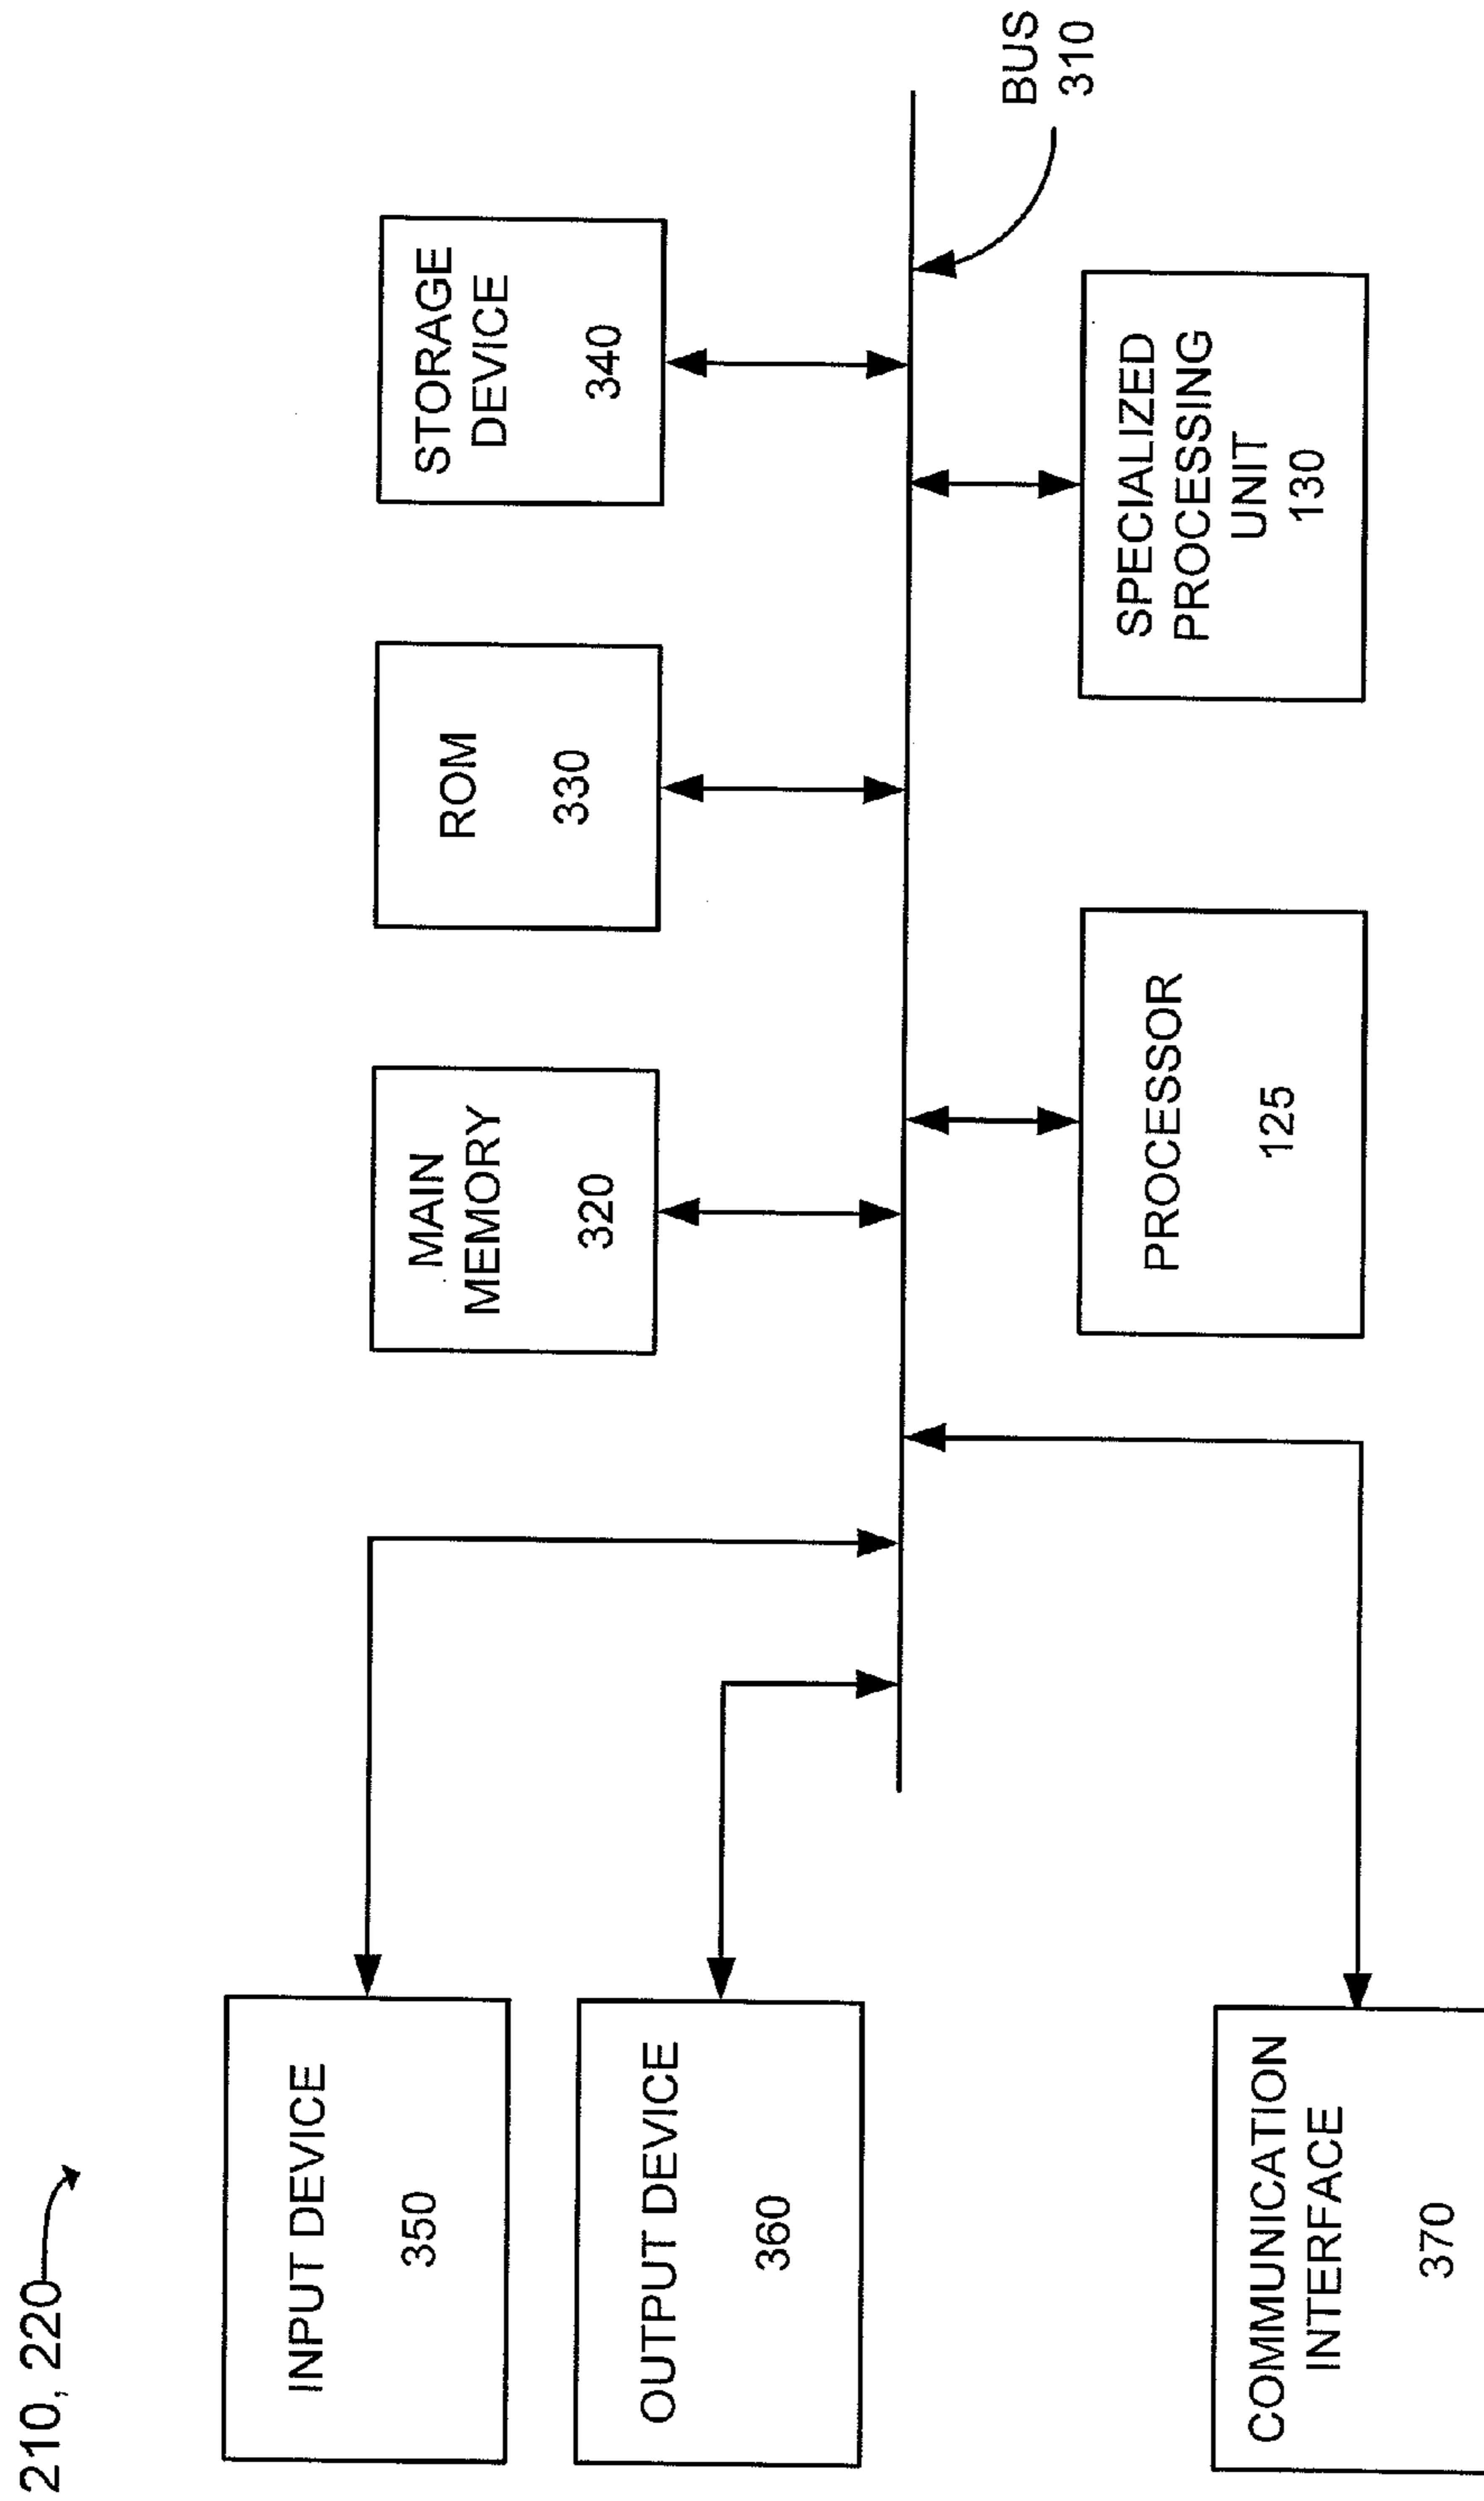 210, 220
INPUT DEVICE
350
OUTPUT DEVICE
360
COMMUNICATION
INTERFACE
370
MAIN
MEMORY
320
ROM
330
STORAGE
DEVICE
340
PROCESSOR
125
SPECIALIZED
PROCESSING
UNIT
130
BUS
310